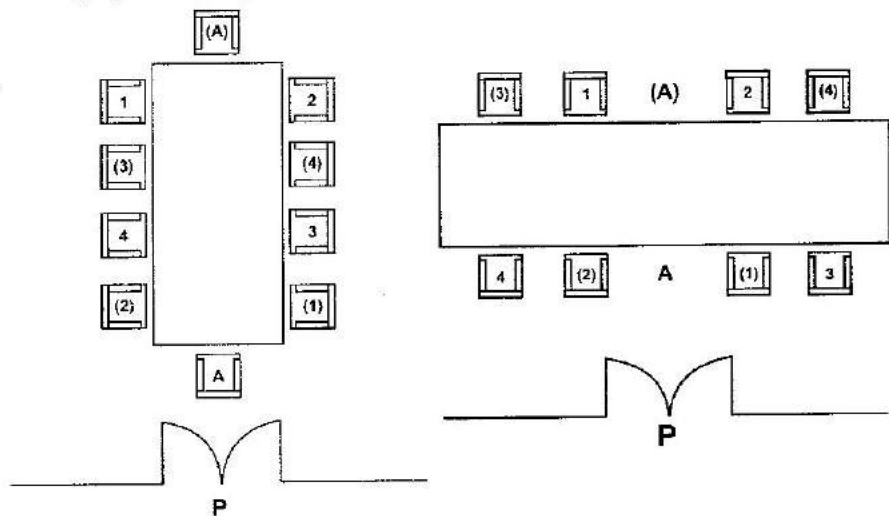 (A)
1 2
(3) (4)
4 3
(2) (1)
A
P
(3) 1 (A) 2 (4)
4 (2) A (1) 3
P